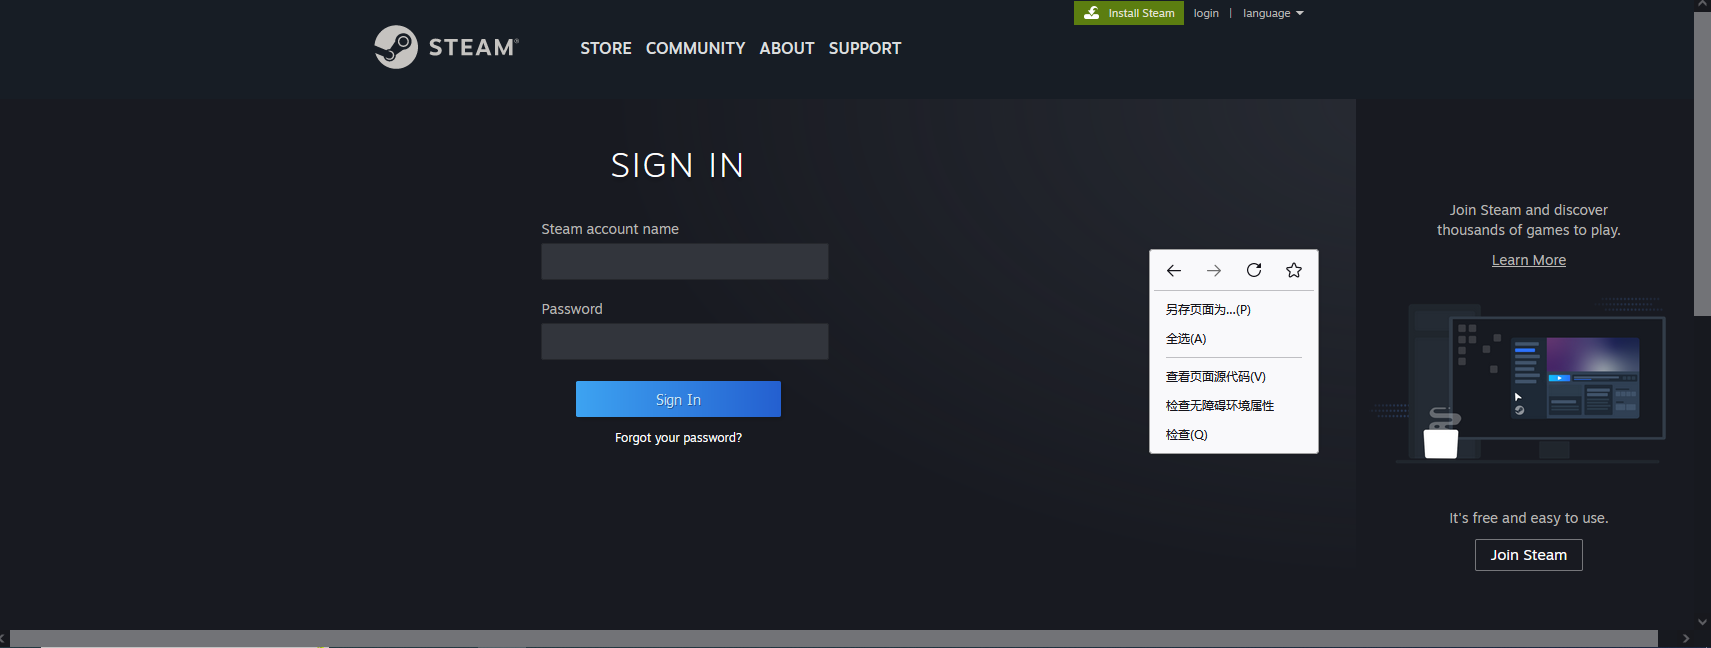 Install Steam login | language
STEAM®
STORE COMMUNITY ABOUT SUPPORT
SIGN IN
Steam account name
Password
Sign In
Forgot your password?
另存页面为...(P)
全选(A)
查看页面源代码(V)
检查无障碍环境属性
检查(Q)
Join Steam and discover
thousands of games to play.
Learn More
It's free and easy to use.
Join Steam